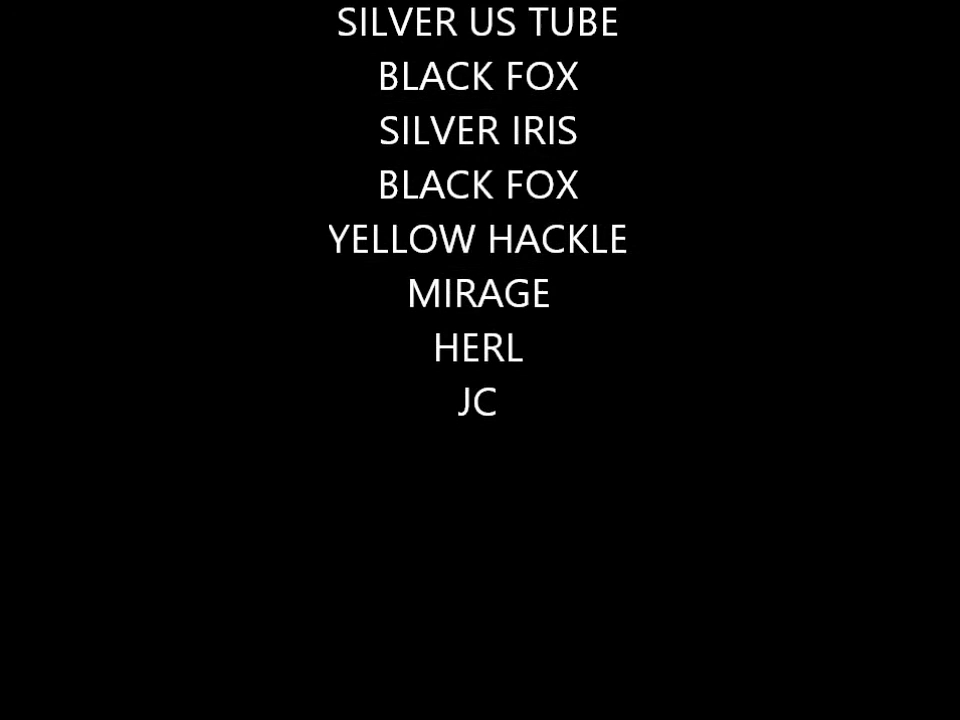 SILVER US TUBE
BLACK FOX
SILVER IRIS
BLACK FOX
YELLOW HACKLE
MIRAGE
HERL
JC